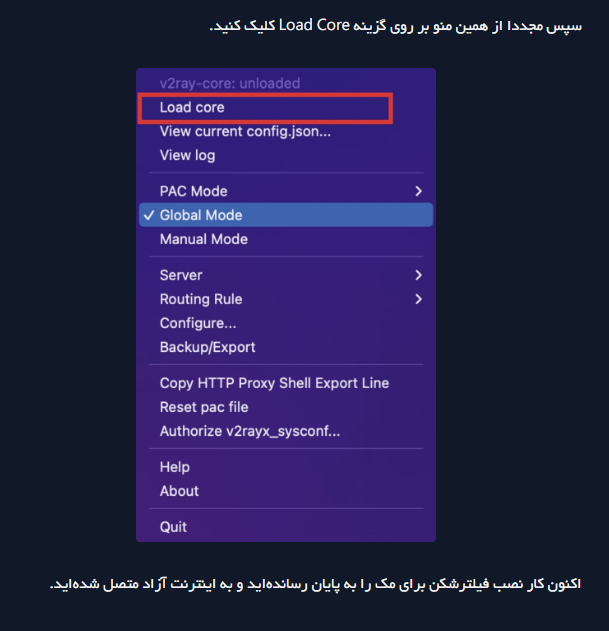 سپس مجددا از همین منو بر روی گزینه Load Core کلیک کنید.
v2ray-core: unloaded
Load core
View current config.json...
View log
PAC Mode
Global Mode
Manual Mode
Server
Routing Rule
Configure...
Backup/Export
Copy HTTP Proxy Shell Export Line
Reset pac file
Authorize v2rayx_sysconf...
Help
About
Quit
اکنون کار نصب فیلترشکن برای مک را به پایان رسانده‌اید و به اینترنت آزاد متصل شده‌اید.